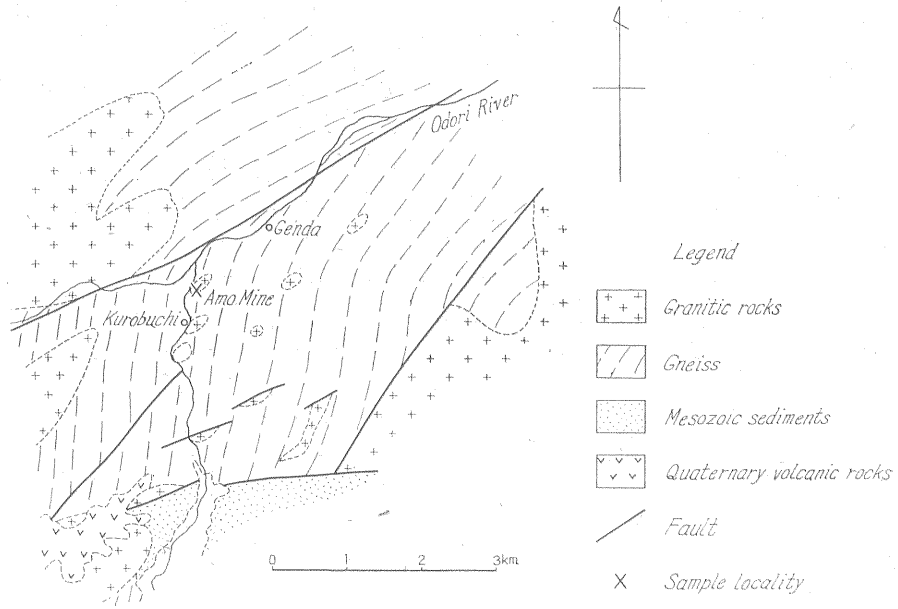 Odori River
Genda
Amo Mine
Kurobuchi
Legend
Granitic rocks
Gneiss
Mesozoic sediments
Quaternary volcanic rocks
Fault
X Sample locality
0 1 2 3km